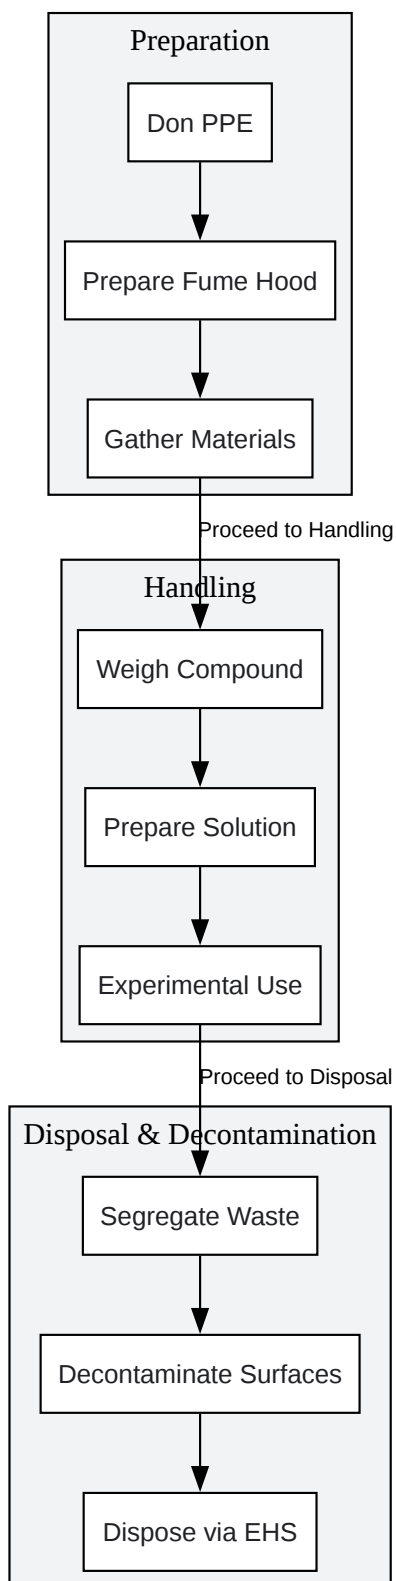 Preparation
Don PPE
Prepare Fume Hood
Gather Materials
Proceed to Handling
Handling
Weigh Compound
Prepare Solution
Experimental Use
Proceed to Disposal
Disposal & Decontamination
Segregate Waste
Decontaminate Surfaces
Dispose via EHS